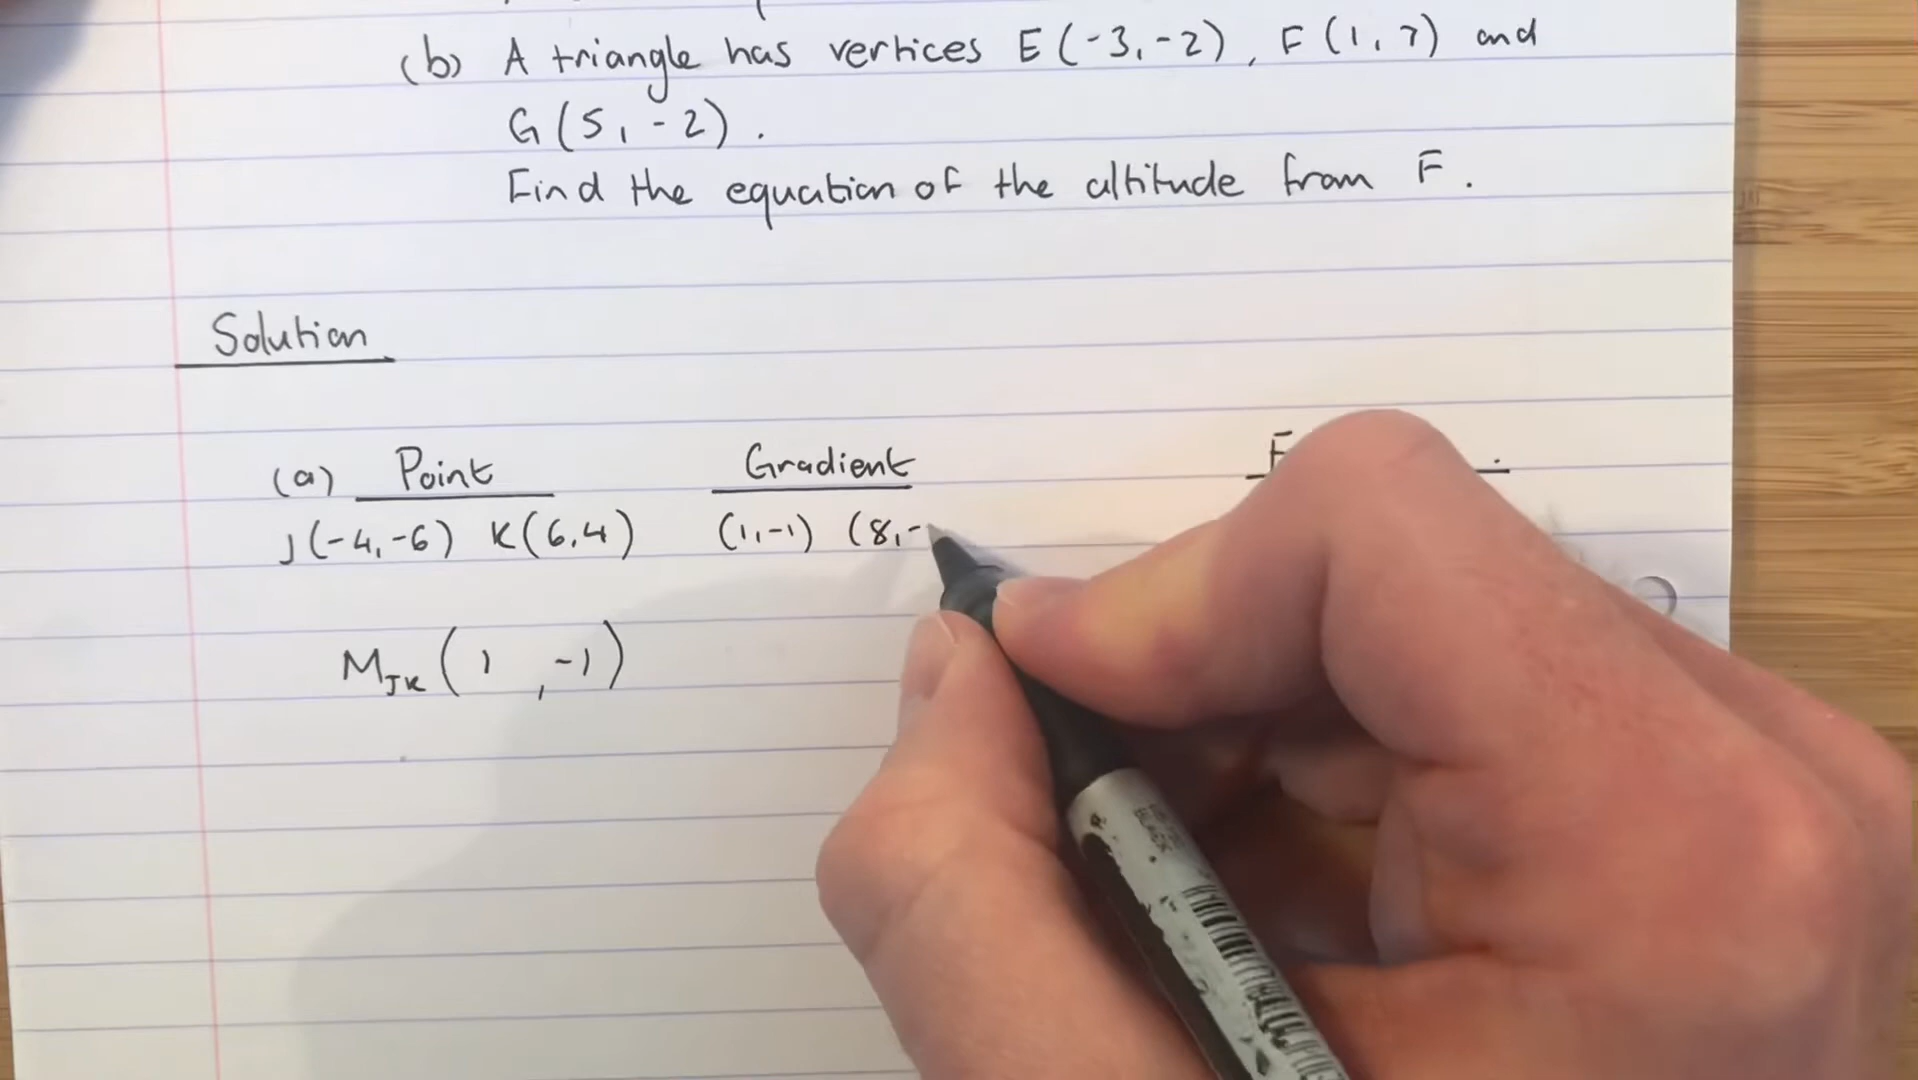 (b) A triangle has vertices E(-3,-2), F(1,7) and
G(5,-2).
Find the equation of the altitude from F.
Solution
(a) Point Gradient
J(-4,-6) K(6,4) (1,-1) (8,-
M_JK (1 , -1)